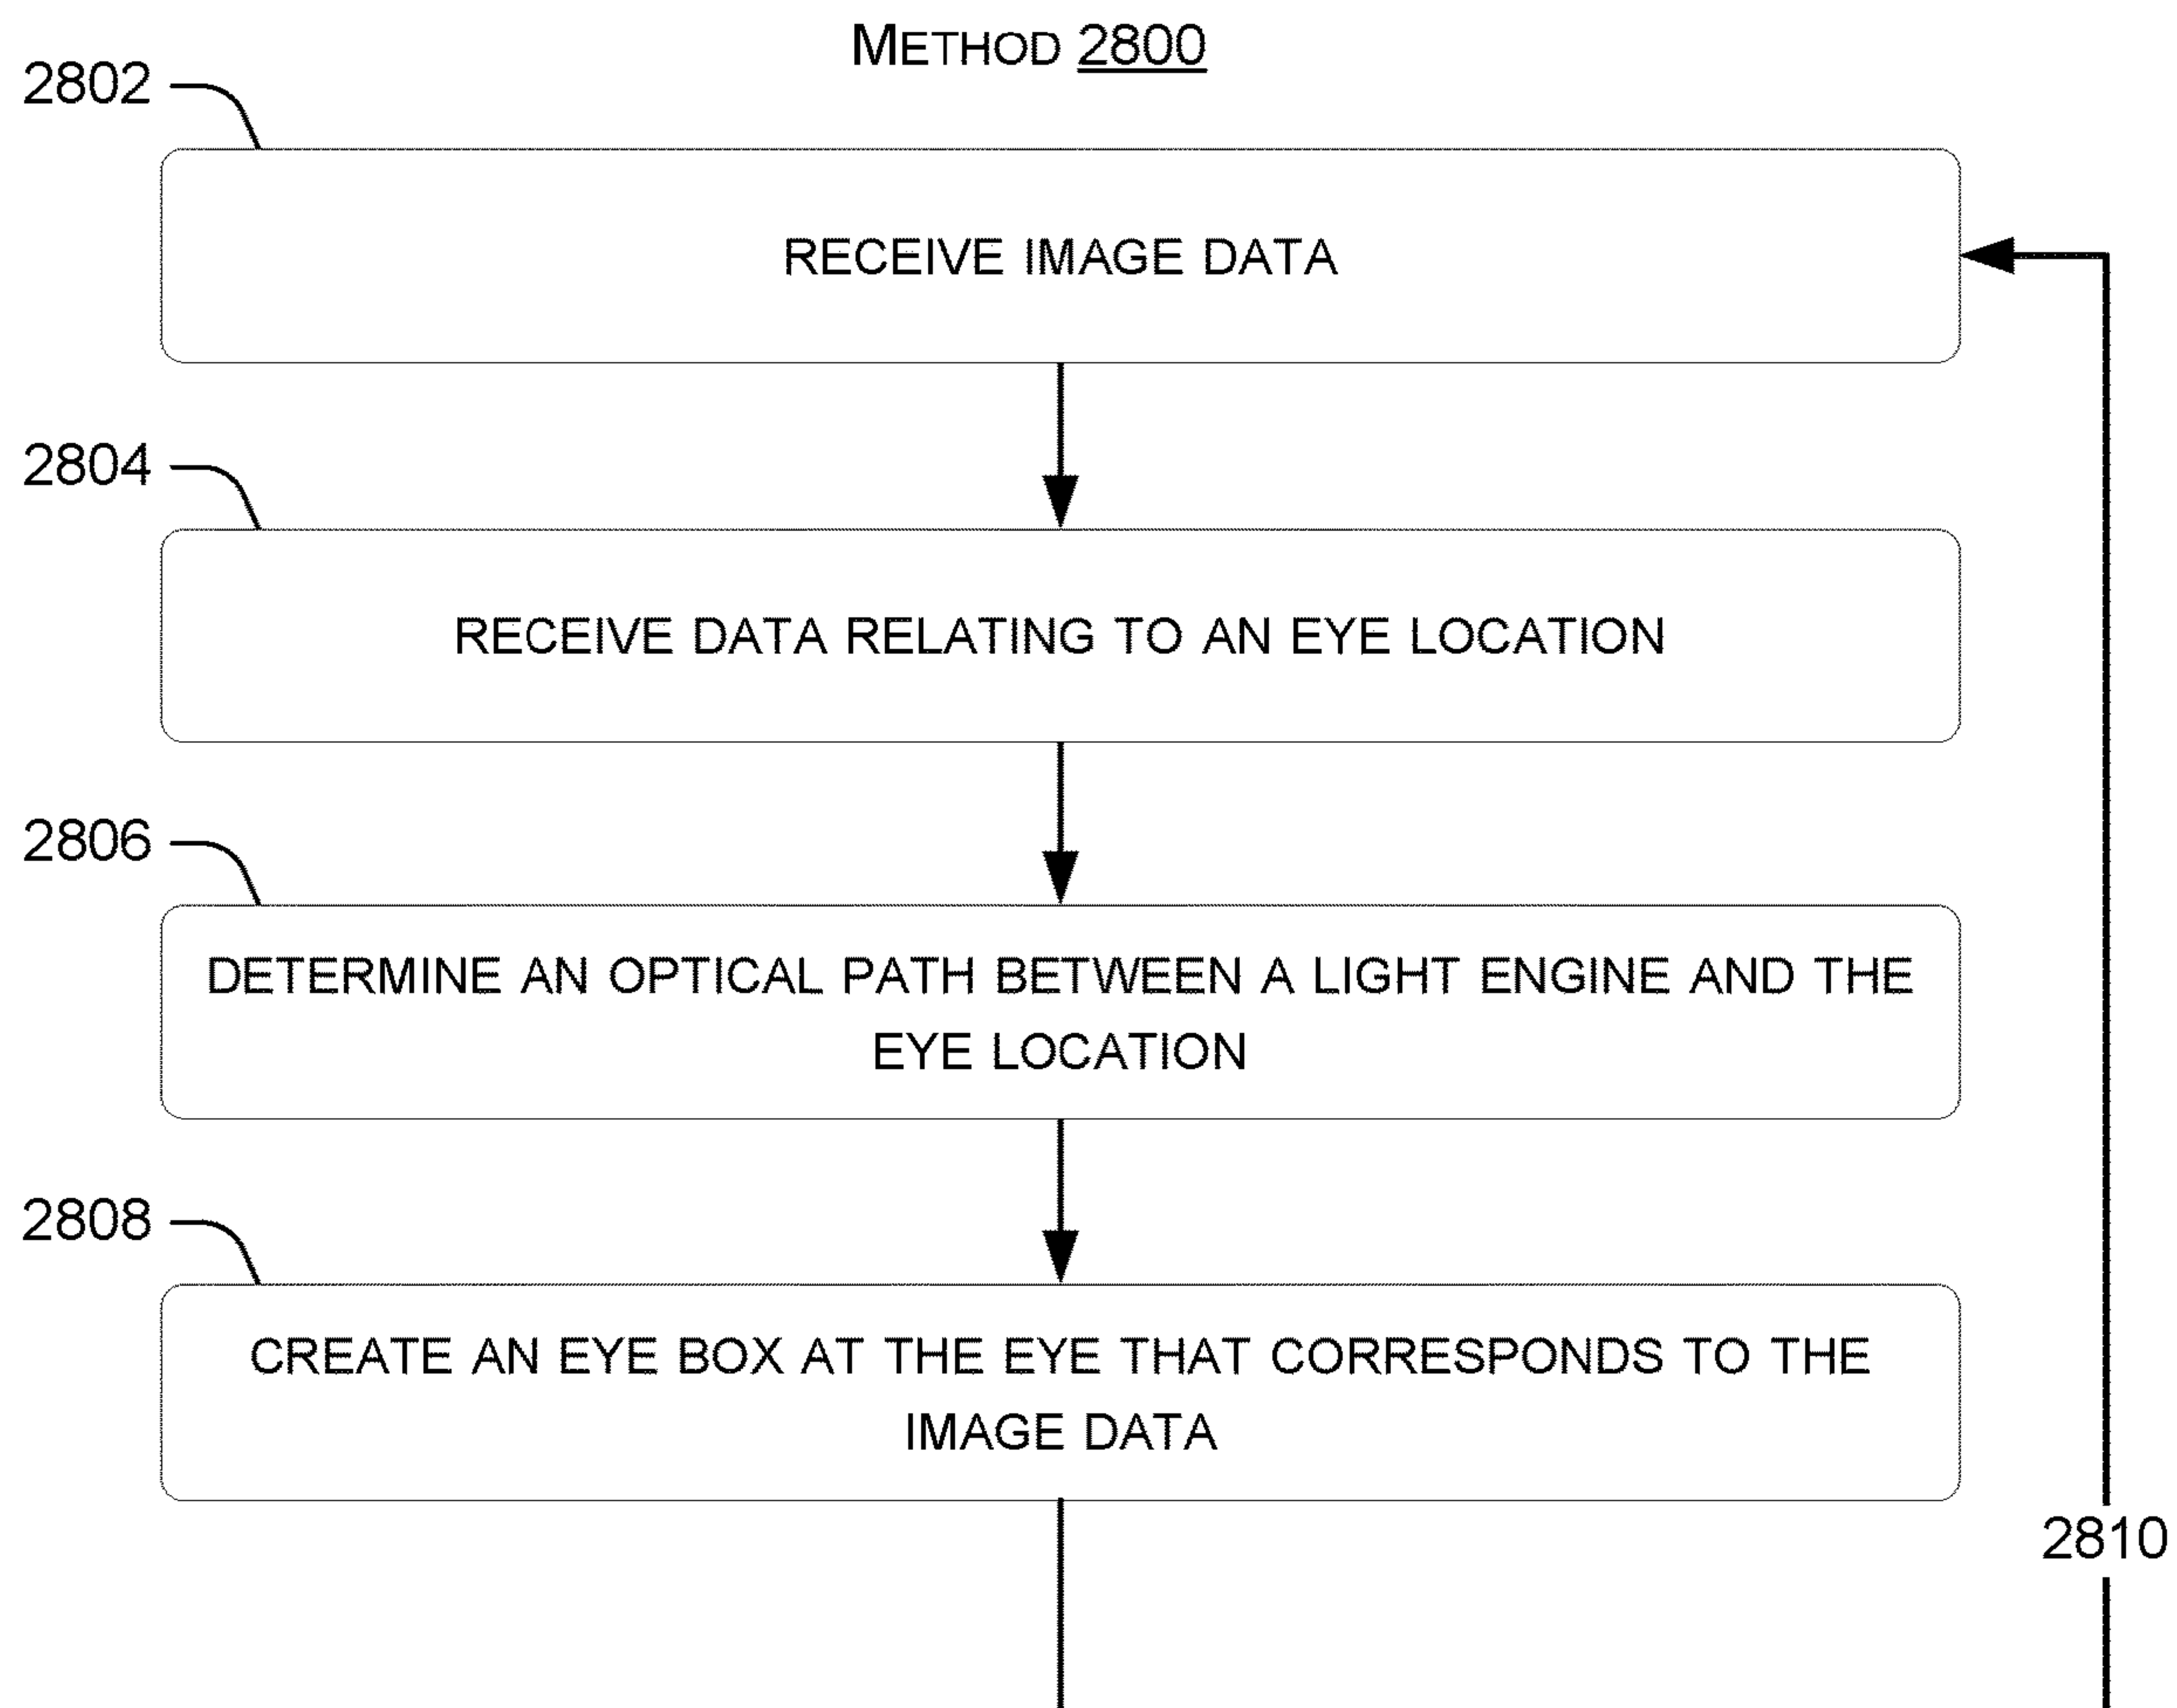 METHOD 2800
2802
RECEIVE IMAGE DATA
2804
RECEIVE DATA RELATING TO AN EYE LOCATION
2806
DETERMINE AN OPTICAL PATH BETWEEN A LIGHT ENGINE AND THE
EYE LOCATION
2808
CREATE AN EYE BOX AT THE EYE THAT CORRESPONDS TO THE
IMAGE DATA
2810